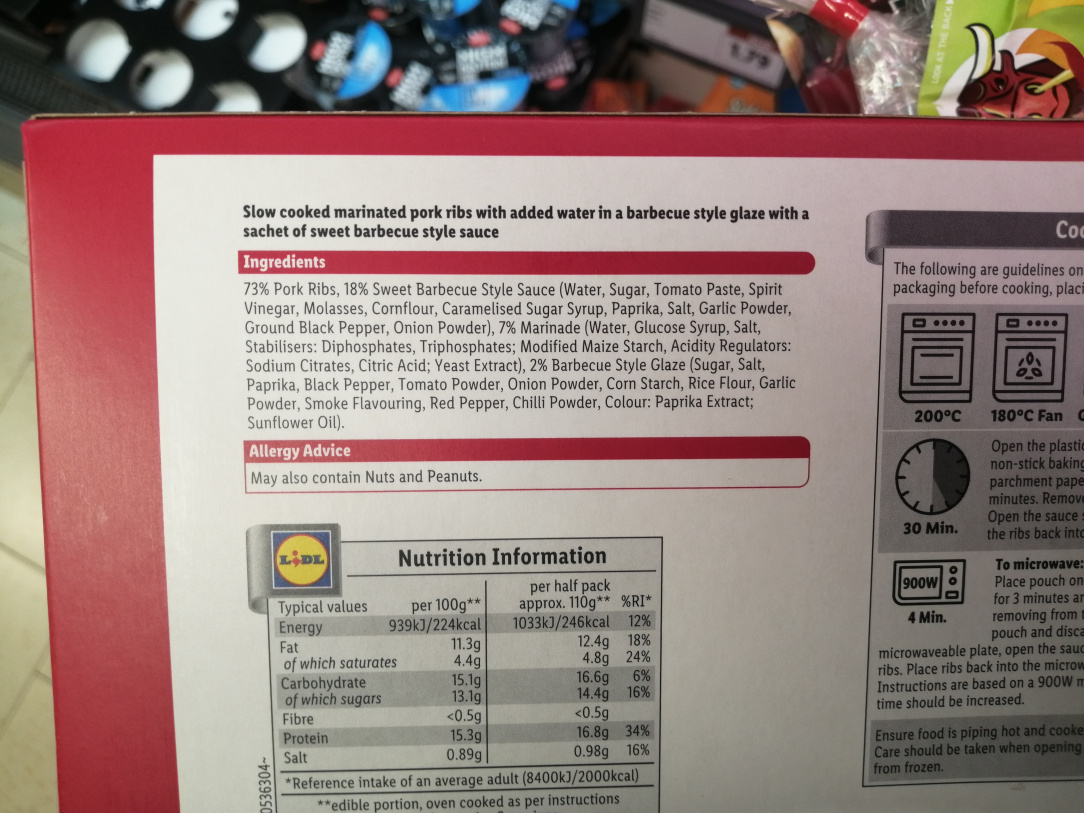 1.79
LOOK AT THE BACK
Slow cooked marinated pork ribs with added water in a barbecue style glaze with a
sachet of sweet barbecue style sauce
Ingredients
73% Pork Ribs, 18% Sweet Barbecue Style Sauce (Water, Sugar, Tomato Paste, Spirit
Vinegar, Molasses, Cornflour, Caramelised Sugar Syrup, Paprika, Salt, Garlic Powder,
Ground Black Pepper, Onion Powder), 7% Marinade (Water, Glucose Syrup, Salt,
Stabilisers: Diphosphates, Triphosphates; Modified Maize Starch, Acidity Regulators:
Sodium Citrates, Citric Acid; Yeast Extract), 2% Barbecue Style Glaze (Sugar, Salt,
Paprika, Black Pepper, Tomato Powder, Onion Powder, Corn Starch, Rice Flour, Garlic
Powder, Smoke Flavouring, Red Pepper, Chilli Powder, Colour: Paprika Extract;
Sunflower Oil).
Allergy Advice
May also contain Nuts and Peanuts.
LIDL
Nutrition Information
Typical values per 100g** per half pack approx. 110g** %RI*
Energy 939kJ/224kcal 1033kJ/246kcal 12%
Fat 11.3g 12.4g 18%
of which saturates 4.4g 4.8g 24%
Carbohydrate 15.1g 16.6g 6%
of which sugars 13.1g 14.4g 16%
Fibre <0.5g <0.5g
Protein 15.3g 16.8g 34%
Salt 0.89g 0.98g 16%
*Reference intake of an average adult (8400kJ/2000kcal)
**edible portion, oven cooked as per instructions
0536304~
The following are guidelines
packaging before cooking,
200°C 180°C Fan
Open the
non-stick baking
parchment
minutes.
Open the sauce
the ribs back
30 Min.
To microwave:
Place pouch on
for 3 minutes
removing from
pouch and
900W
4 Min.
microwaveable plate, open the
ribs. Place ribs back into the
Instructions are based on a 900W
time should be increased.
Ensure food is piping hot and
Care should be taken when opening
from frozen.